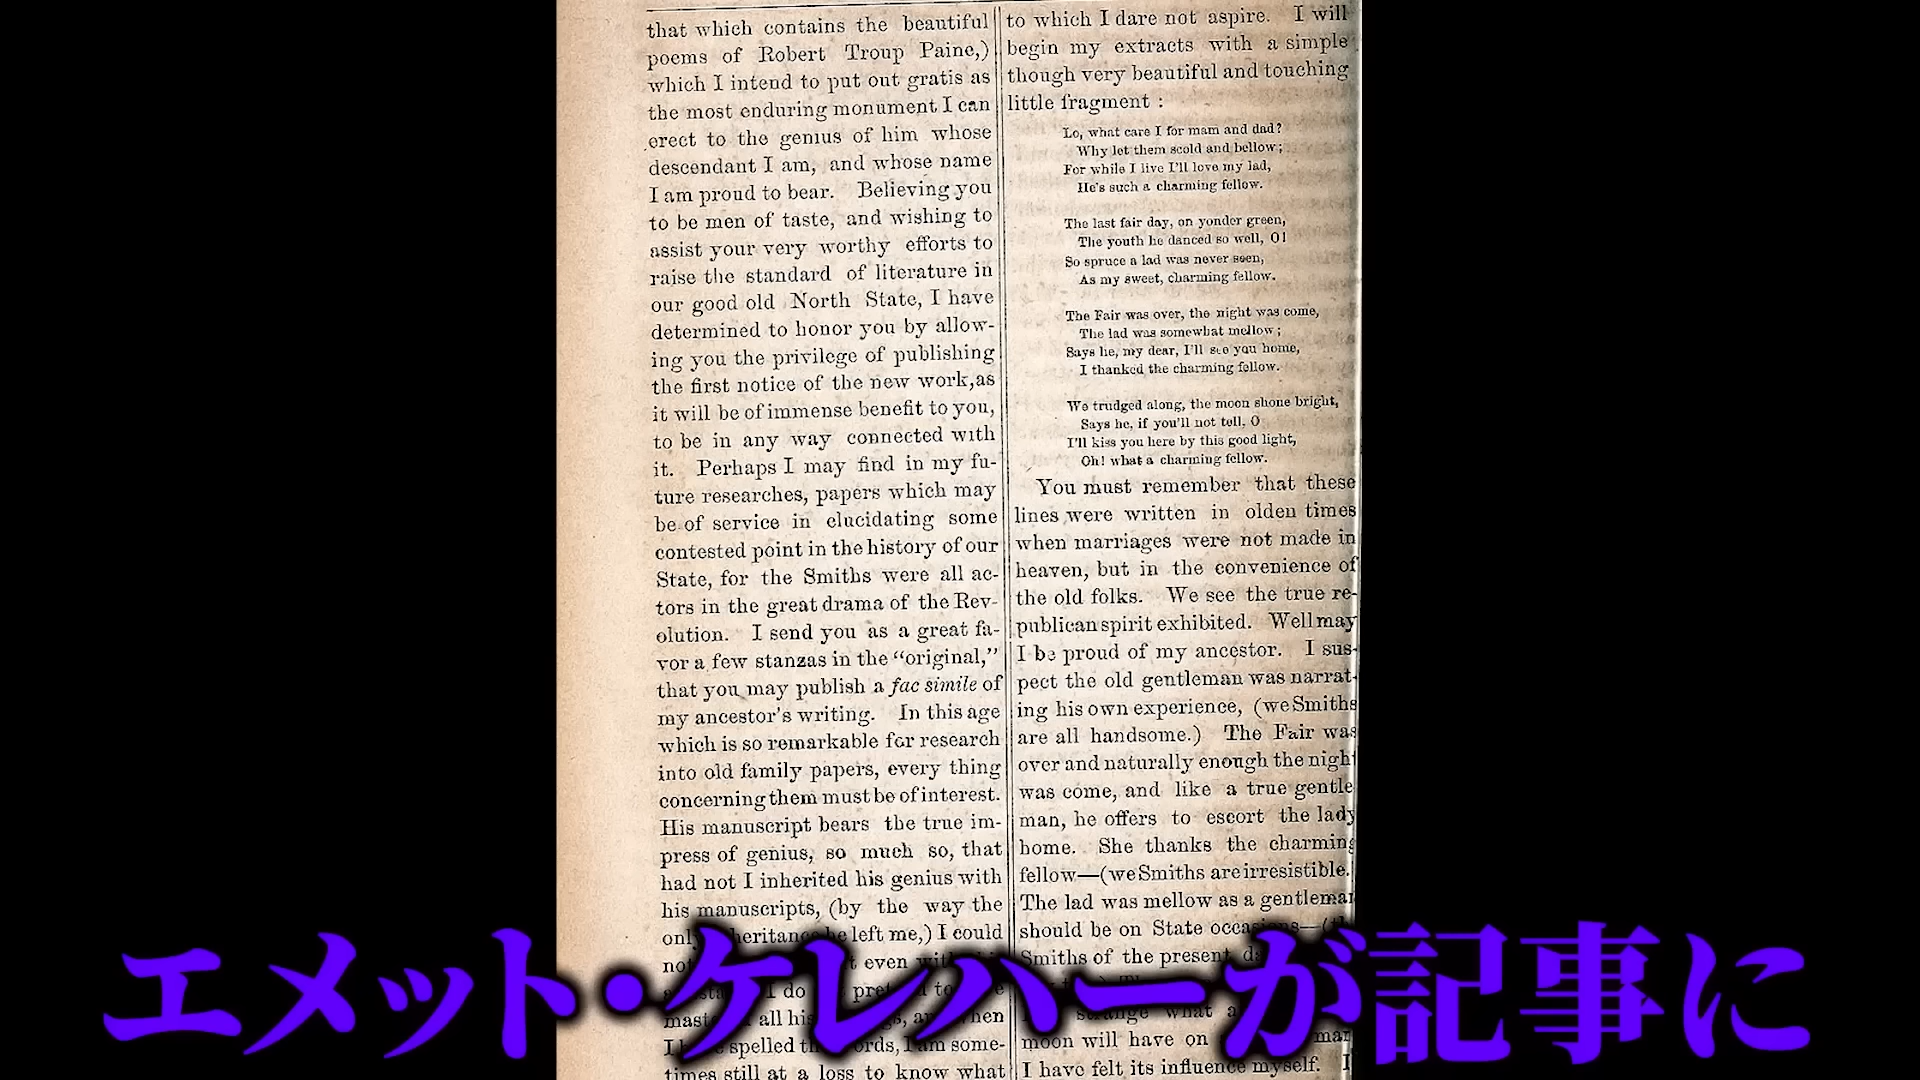 that which contains the beautiful
poems of Robert Troup Paine,)
which I intend to put out gratis as
the most enduring monument I can
erect to the genius of him whose
descendant I am, and whose name
I am proud to bear. Believing you
to be men of taste, and wishing to
assist your very worthy efforts to
raise the standard of literature in
our good old North State, I have
determined to honor you by allow-
ing you the privilege of publishing
the first notice of the new work,as
it will be of immense benefit to you,
to be in any way connected with
it. Perhaps I may find in my fu-
ture researches, papers which may
be of service in elucidating some
contested point in the history of our
State, for the Smiths were all ac-
tors in the great drama of the Rev-
olution. I send you as a great fa-
vor a few stanzas in the “original,”
that you may publish a fac simile of
my ancestor's writing. In this age
which is so remarkable for research
into old family papers, every thing
concerning them must be of interest.
His manuscript bears the true im-
press of genius, so much so, that
had not I inherited his genius with
his manuscripts, (by the way the
left me,) I could
even
I do
all his
I spelled I am some-
times still at a loss to know what
to which I dare not aspire. I will
begin my extracts with a simple
though very beautiful and touching
little fragment :
Lo, what care I for mam and dad?
Why let them scold and bellow;
For while I live I'll love my lad,
He's such a charming fellow.
The last fair day, on yonder green,
The youth he danced so well, O!
So spruce a lad was never seen,
As my sweet, charming fellow.
The Fair was over, the night was come,
The lad was somewhat mellow;
Says he, my dear, I'll see you home,
I thanked the charming fellow.
We trudged along, the moon shone bright,
Says he, if you'll not tell, O
I'll kiss you here by this good light,
Oh! what a charming fellow.
You must remember that these
lines were written in olden times
when marriages were not made in
heaven, but in the convenience of
the old folks. We see the true re-
publican spirit exhibited. Well may
I be proud of my ancestor. I sus-
pect the old gentleman was narrat-
ing his own experience, (we Smiths
are all handsome.) The Fair was
over and naturally enough the night
was come, and like a true gentle
man, he offers to escort the lady
home. She thanks the charming
fellow—(we Smiths are irresistible.
The lad was mellow as a gentleman
should be on State occasions—
Smiths of the present
strange what
moon will have on
I have felt its influence myself. I
エメット・ケレハーが記事に